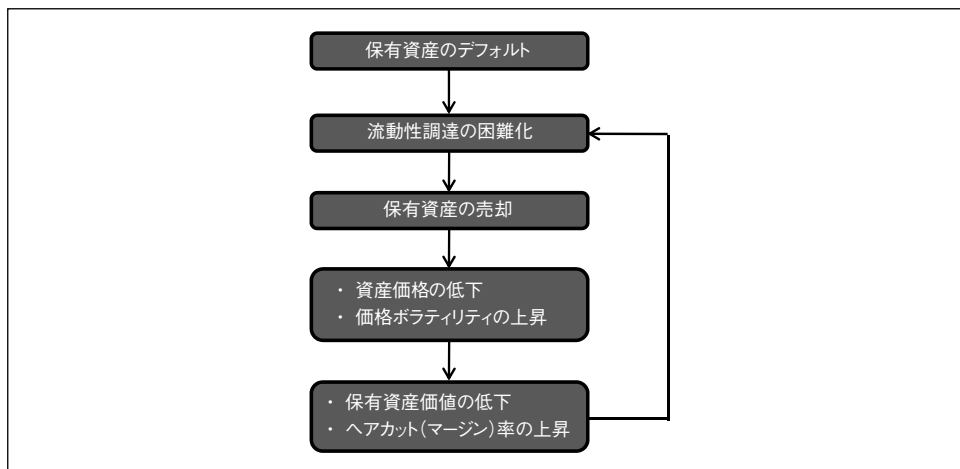 保有資産のデフォルト
流動性調達の困難化
保有資産の売却
・ 資産価格の低下
・ 価格ボラティリティの上昇
・ 保有資産価値の低下
・ ヘアカット(マージン)率の上昇